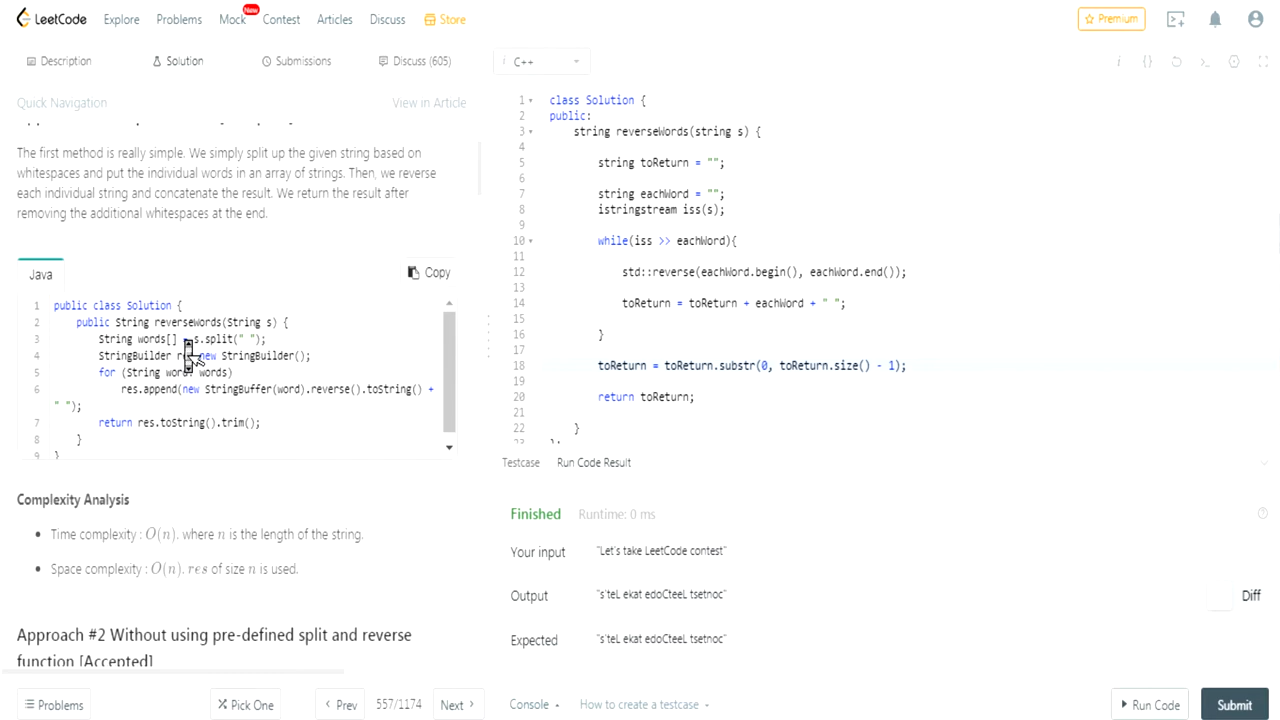 LeetCode Explore Problems Mock New Contest Articles Discuss Store Premium
Description Solution Submissions Discuss (605)
i C++
Quick Navigation View in Article
The first method is really simple. We simply split up the given string based on
whitespaces and put the individual words in an array of strings. Then, we reverse
each individual string and concatenate the result. We return the result after
removing the additional whitespaces at the end.
Java
Copy
1 public class Solution {
2 public String reverseWords(String s) {
3 String words[] = s.split(" ");
4 StringBuilder new StringBuilder();
5 for (String word: words)
6 res.append(new StringBuffer(word).reverse().toString() +
" ");
7 return res.toString().trim();
8 }
9 }
Complexity Analysis
• Time complexity : O(n). where n is the length of the string.
• Space complexity : O(n). res of size n is used.
Approach #2 Without using pre-defined split and reverse
function [Accepted]
Problems Pick One Prev 557/1174 Next
1 class Solution {
2 public:
3 string reverseWords(string s) {
4
5 string toReturn = "";
6
7 string eachWord = "";
8 istringstream iss(s);
9
10 while(iss >> eachWord){
11
12 std::reverse(eachWord.begin(), eachWord.end());
13
14 toReturn = toReturn + eachWord + " ";
15
16 }
17
18 toReturn = toReturn.substr(0, toReturn.size() - 1);
19
20 return toReturn;
21
22 }
23 };
Testcase Run Code Result
Finished Runtime: 0 ms
Your input "Let's take LeetCode contest"
Output "s'teL ekat edoCteeL tsetnoc"
Diff
Expected "s'teL ekat edoCteeL tsetnoc"
Console How to create a testcase Run Code Submit